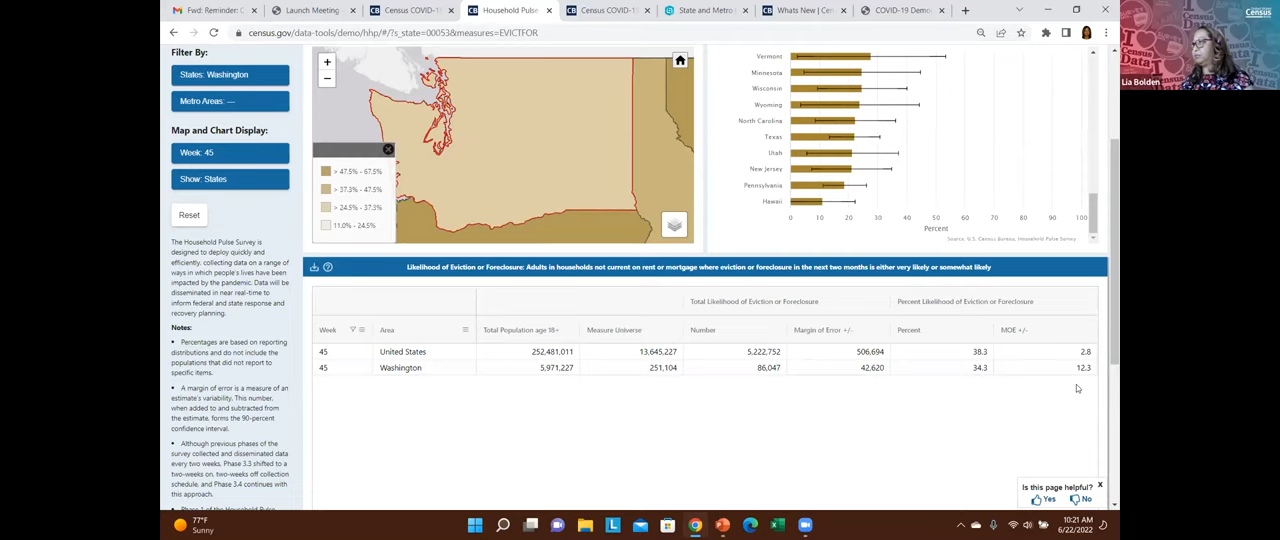 Fwd: Reminder: C
Launch Meeting
Census COVID-19
Household Pulse
Census COVID-19
State and Metro
Whats New | Cen
COVID-19 Demo
census.gov/data-tools/demo/hhp/#/?s_state=00053&measures=EVICTFOR
Filter By:
States: Washington
Metro Areas: —
Map and Chart Display:
Week: 45
Show: States
Reset
The Household Pulse Survey is
designed to deploy quickly and
efficiently, collecting data on a range of
ways in which people's lives have been
impacted by the pandemic. Data will be
disseminated in near real-time to
inform federal and state response and
recovery planning.
Notes:
• Percentages are based on reporting
distributions and do not include the
populations that did not report to
specific items.
• A margin of error is a measure of an
estimate's variability. This number,
when added to and subtracted from
the estimate, forms the 90-percent
confidence interval.
• Although previous phases of the
survey collected and disseminated data
every two weeks, Phase 3.3 shifted to a
two-weeks on, two-weeks off collection
schedule, and Phase 3.4 continues with
this approach.
• Phase 1 of the Household Pulse
+
−
> 47.5% - 67.5%
> 37.3% - 47.5%
> 24.5% - 37.3%
11.0% - 24.5%
Vermont
Minnesota
Wisconsin
Wyoming
North Carolina
Texas
Utah
New Jersey
Pennsylvania
Hawaii
0 10 20 30 40 50 60 70 80 90 100
Percent
Source: U.S. Census Bureau, Household Pulse Survey
Likelihood of Eviction or Foreclosure: Adults in households not current on rent or mortgage where eviction or foreclosure in the next two months is either very likely or somewhat likely
Total Likelihood of Eviction or Foreclosure Percent Likelihood of Eviction or Foreclosure
Week Area Total Population age 18+ Measure Universe Number Margin of Error +/- Percent MOE +/-
45 United States 252,481,011 13,645,227 5,222,752 506,694 38.3 2.8
45 Washington 5,971,227 251,104 86,047 42,620 34.3 12.3
Is this page helpful? X
Yes No
77°F
Sunny
10:21 AM
6/22/2022
Census
I ♥ Census Data
Lia Bolden